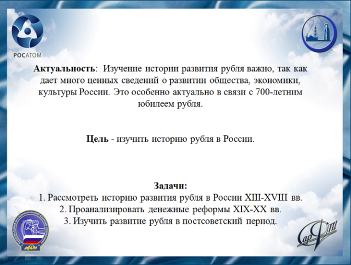 РОСАТОМ
Актуальность: Изучение истории развития рубля важно, так как
дает много ценных сведений о развитии общества, экономики,
культуры России. Это особенно актуально в связи с 700-летним
юбилеем рубля.
Цель - изучить историю рубля в России.
Задачи:
1. Рассмотреть историю развития рубля в России XIII-XVIII вв.
2. Проанализировать денежные реформы XIX-XX вв.
3. Изучить развитие рубля в постсоветский период.